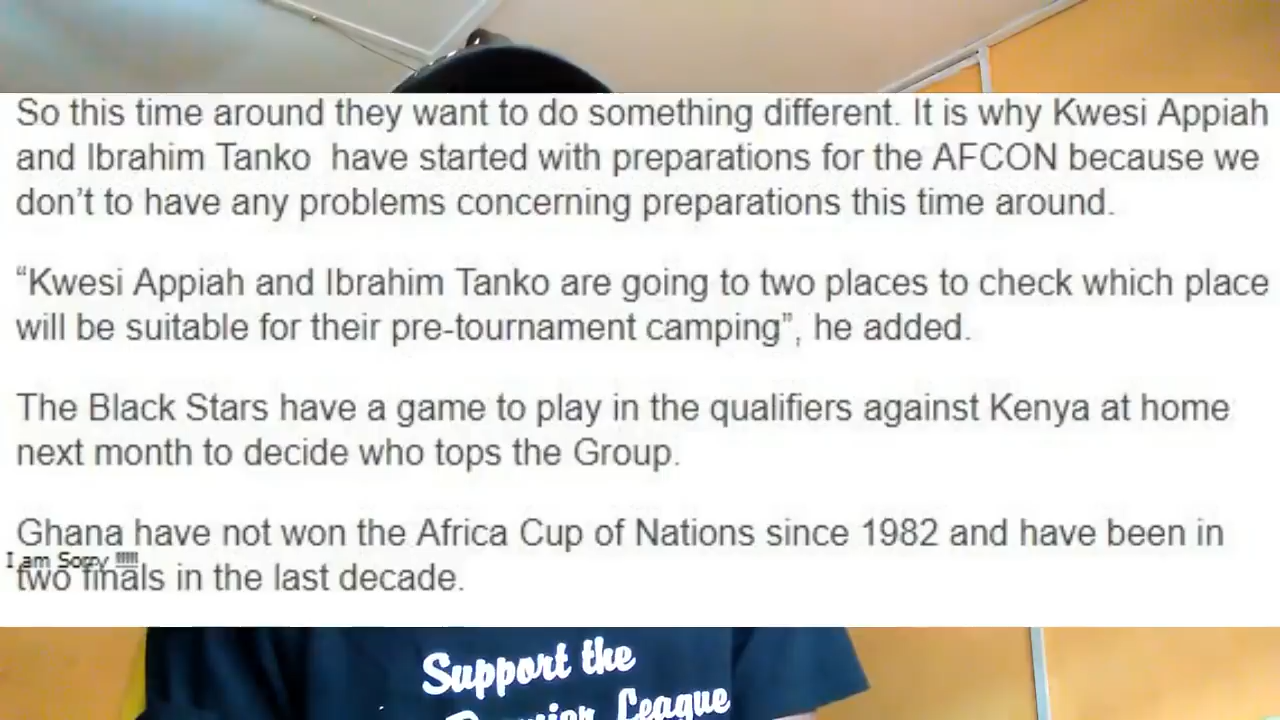 So this time around they want to do something different. It is why Kwesi Appiah
and Ibrahim Tanko have started with preparations for the AFCON because we
don’t to have any problems concerning preparations this time around.
“Kwesi Appiah and Ibrahim Tanko are going to two places to check which place
will be suitable for their pre-tournament camping”, he added.
The Black Stars have a game to play in the qualifiers against Kenya at home
next month to decide who tops the Group.
Ghana have not won the Africa Cup of Nations since 1982 and have been in
I am Sorry !!!!!
two finals in the last decade.
Support the
Premier League